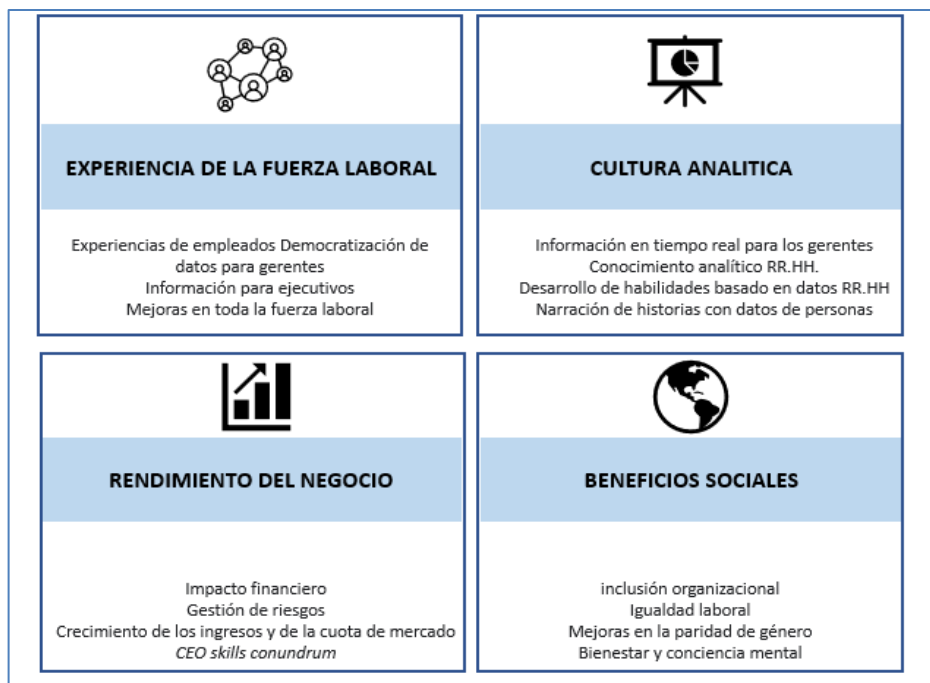 EXPERIENCIA DE LA FUERZA LABORAL
Experiencias de empleados Democratización de
datos para gerentes
Información para ejecutivos
Mejoras en toda la fuerza laboral
CULTURA ANALITICA
Información en tiempo real para los gerentes
Conocimiento analítico RR.HH.
Desarrollo de habilidades basado en datos RR.HH
Narración de historias con datos de personas
RENDIMIENTO DEL NEGOCIO
Impacto financiero
Gestión de riesgos
Crecimiento de los ingresos y de la cuota de mercado
CEO skills conundrum
BENEFICIOS SOCIALES
inclusión organizacional
Igualdad laboral
Mejoras en la paridad de género
Bienestar y conciencia mental